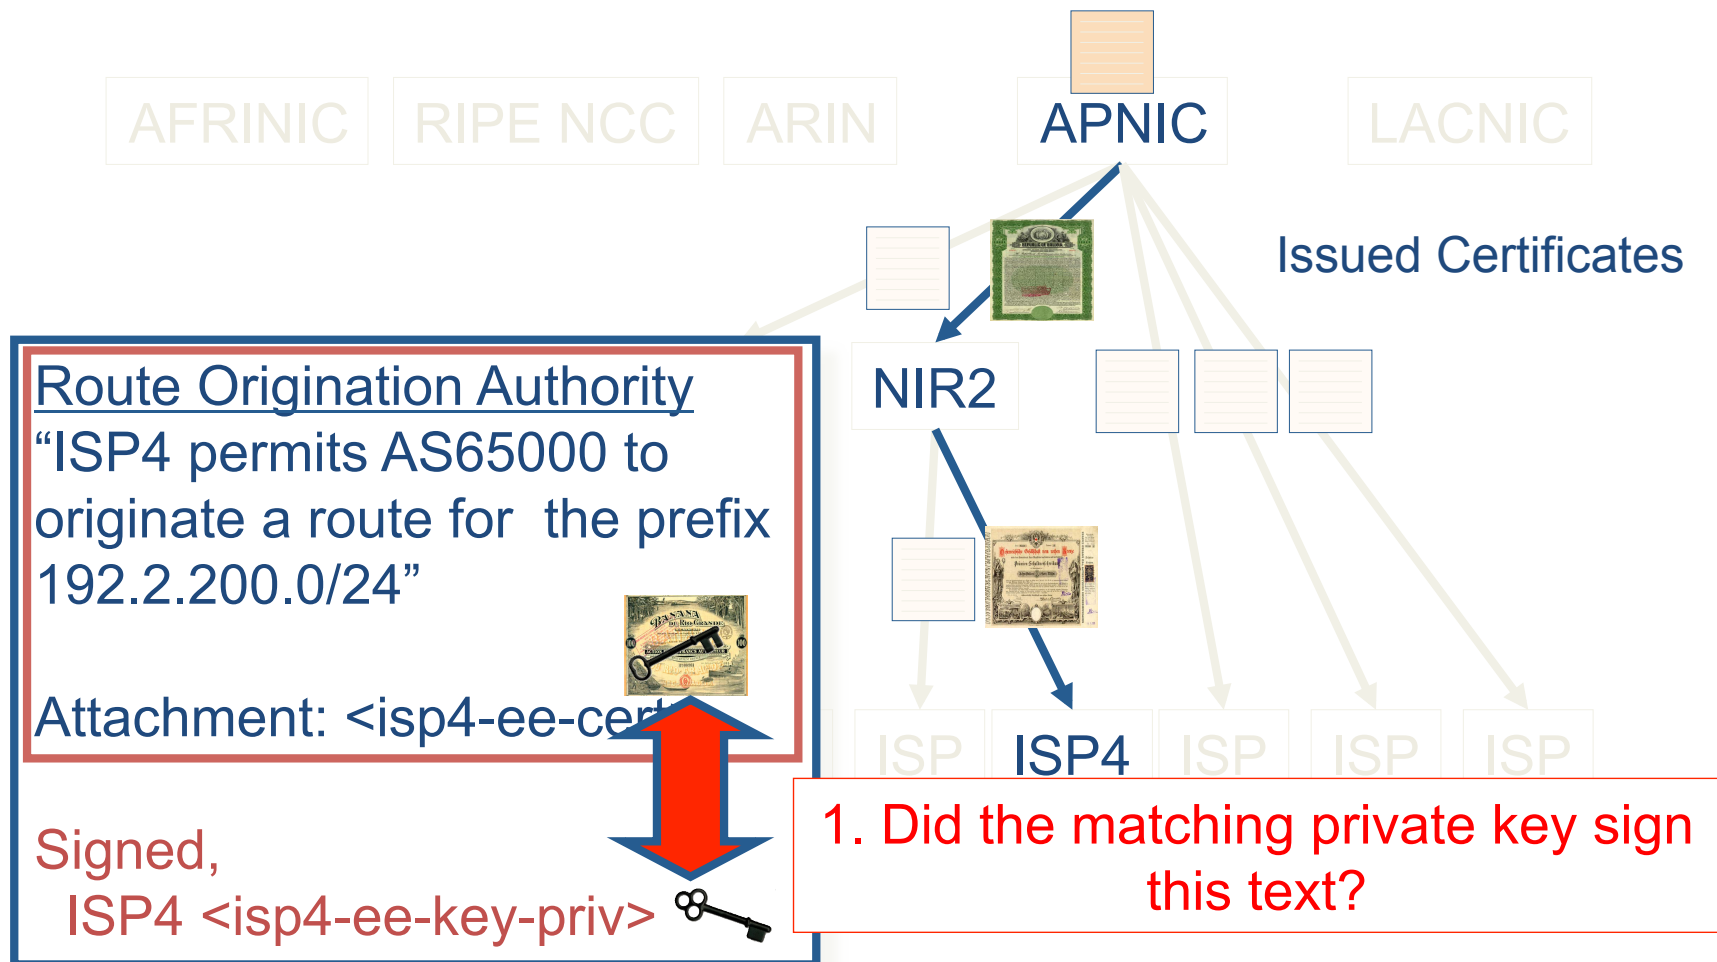 AFRINIC
RIPE NCC
ARIN
APNIC
LACNIC
Issued Certificates
Route Origination Authority
“ISP4 permits AS65000 to
originate a route for  the prefix
192.2.200.0/24”
Attachment: <isp4-ee-cert
Signed,
ISP4 <isp4-ee-key-priv>
NIR2
ISP
ISP4
ISP
ISP
ISP
1. Did the matching private key sign
this text?